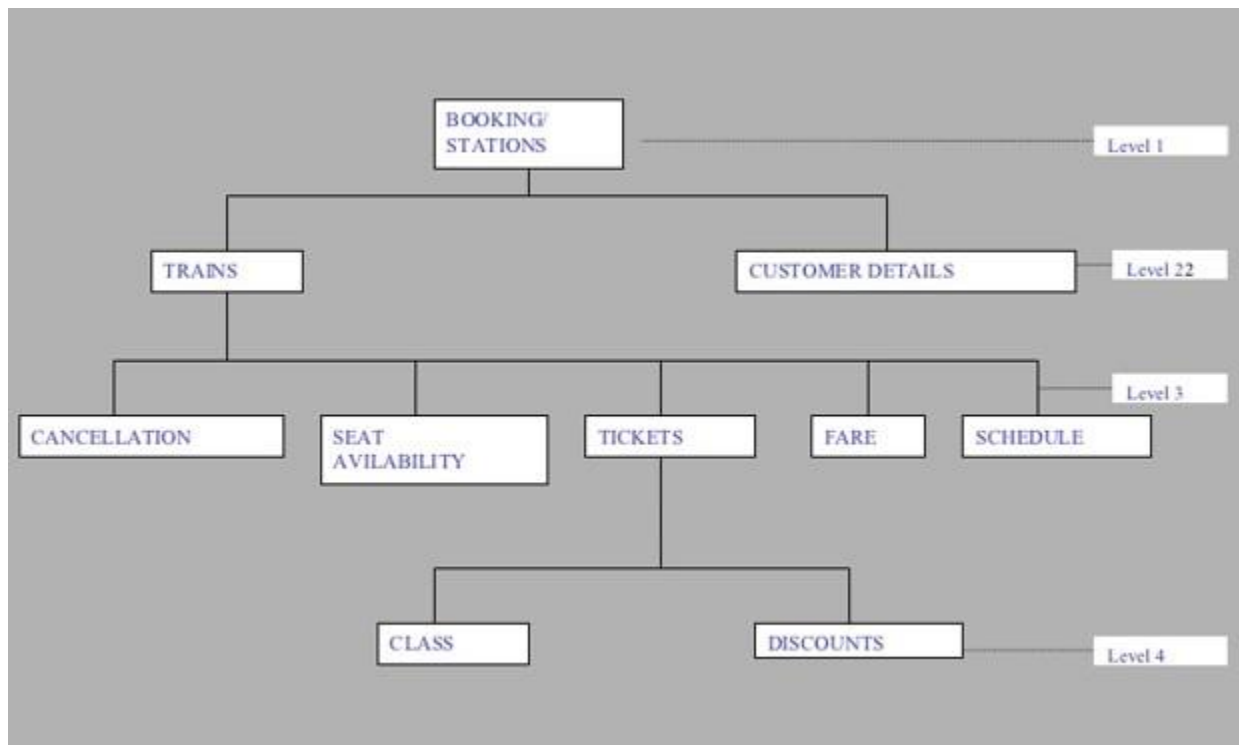 BOOKING/
STATIONS
Level 1
TRAINS
CUSTOMER DETAILS
Level 22
Level 3
CANCELLATION
SEAT
AVILABILITY
TICKETS
FARE
SCHEDULE
CLASS
DISCOUNTS
Level 4